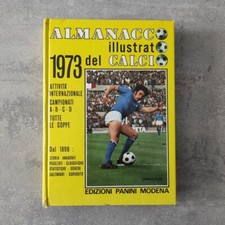 ALMANACCO
illustrato
1973 del CALCIO
ATTIVITÀ
INTERNAZIONALE
CAMPIONATI
A - B - C - D
TUTTE
LE COPPE
Dal 1898 :
EDIZIONI PANINI MODENA